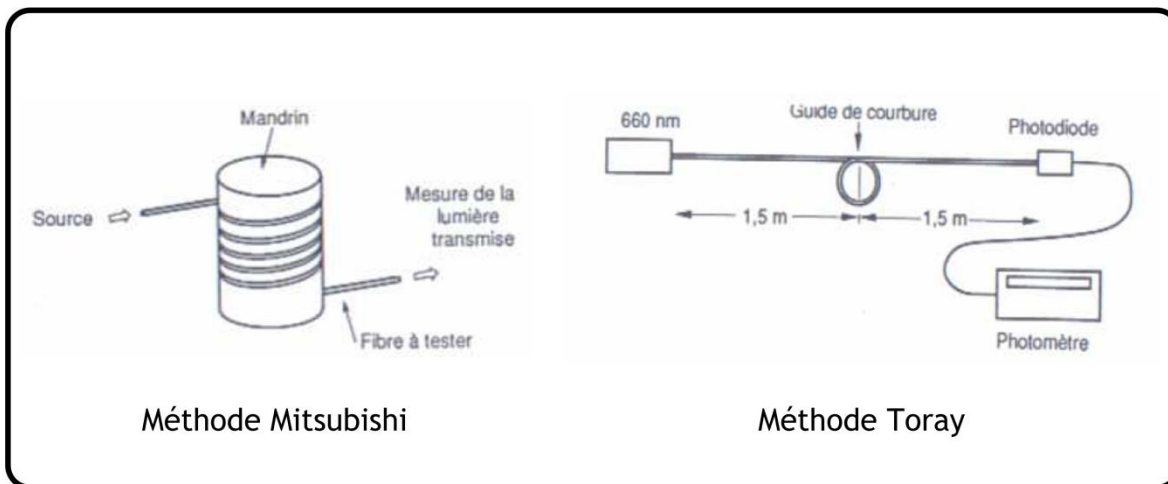 Mandrin
Source
Mesure de la
lumière
transmise
Fibre à tester
Méthode Mitsubishi
660 nm
Guide de courbure
Photodiode
1,5 m
1,5 m
Photomètre
Méthode Toray